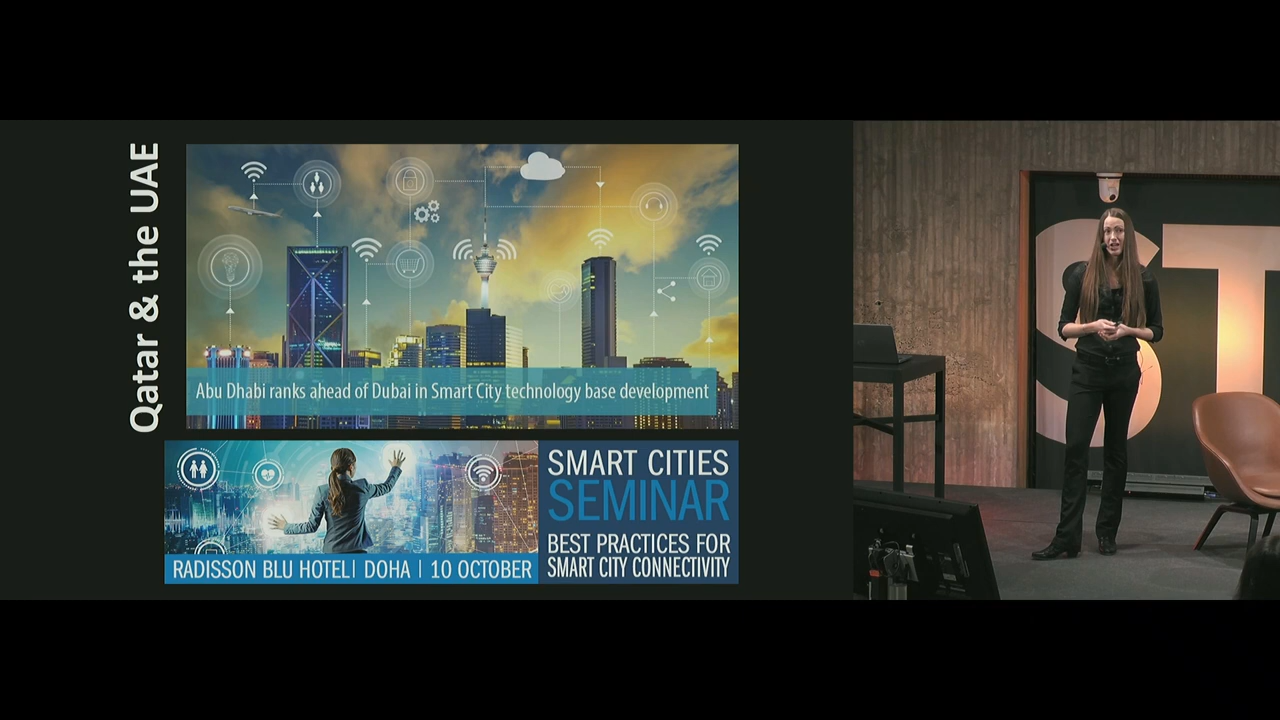 Qatar & the UAE
Abu Dhabi ranks ahead of Dubai in Smart City technology base development
SMART CITIES
SEMINAR
BEST PRACTICES FOR
SMART CITY CONNECTIVITY
RADISSON BLU HOTEL| DOHA | 10 OCTOBER
ST